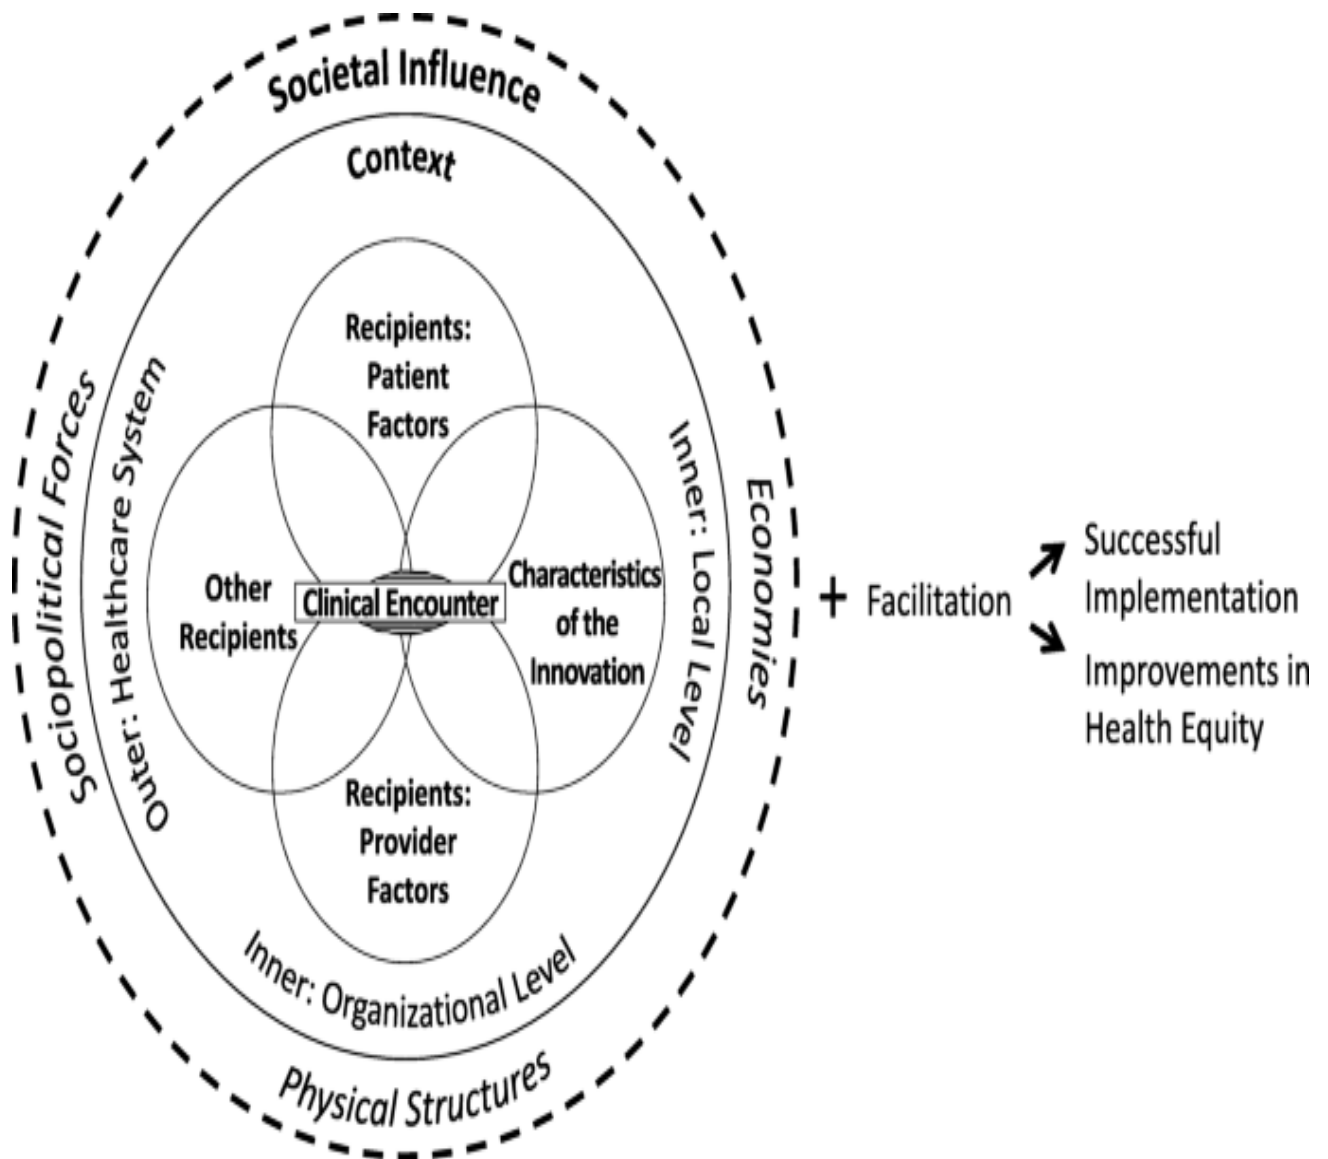 Societal Influence
Context
Recipients:
Patient
Factors
Sociopolitical Forces
Outer: Healthcare System
Other
Recipients
Clinical Encounter
Characteristics
of the
Innovation
Inner: Local Level
Economies
Recipients:
Provider
Factors
Inner: Organizational Level
Physical Structures
+
Facilitation
Successful
Implementation
Improvements in
Health Equity